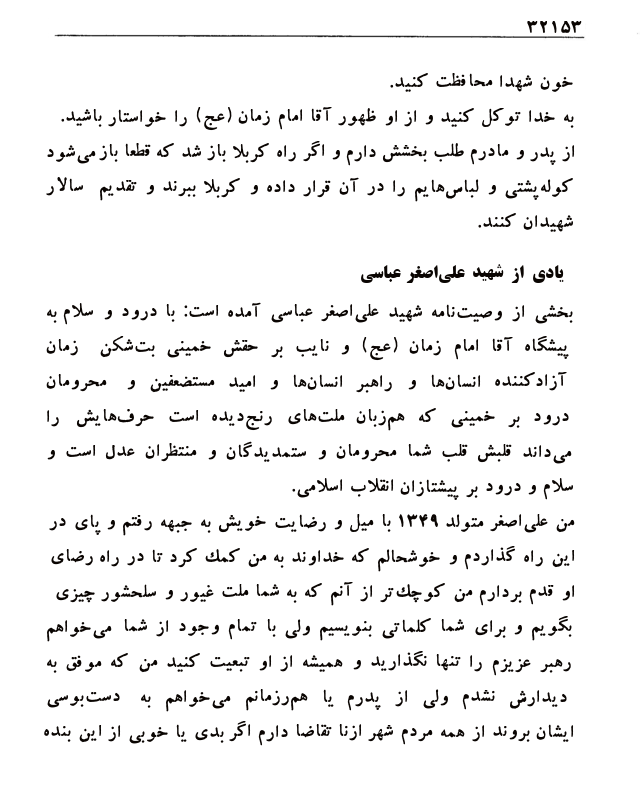 ۳۲۱۵۳
خون شهدا محافظت کنید.
به خدا توکل کنید و از او ظهور آقا امام زمان (عج) را خواستار باشید.
از پدر و مادرم طلب بخشش دارم و اگر راه کربلا باز شد که قطعا باز می‌شود
کوله‌پشتی و لباس‌هایم را در آن قرار داده و کربلا ببرند و تقدیم سالار
شهیدان کنند.
یادی از شهید علی‌اصغر عباسی
بخشی از وصیت‌نامه شهید علی‌اصغر عباسی آمده است: با درود و سلام به
پیشگاه آقا امام زمان (عج) و نایب بر حقش خمینی بت‌شکن زمان
آزادکننده انسان‌ها و راهبر انسان‌ها و امید مستضعفین و محرومان
درود بر خمینی که هم‌زبان ملت‌های رنج‌دیده است حرف‌هایش را
می‌داند قلبش قلب شما محرومان و ستمدیدگان و منتظران عدل است و
سلام و درود بر پیشتازان انقلاب اسلامی.
من علی‌اصغر متولد ۱۳۴۹ با میل و رضایت خویش به جبهه رفتم و پای در
این راه گذاردم و خوشحالم که خداوند به من کمك کرد تا در راه رضای
او قدم بردارم من کوچك‌تر از آنم که به شما ملت غیور و سلحشور چیزی
بگویم و برای شما کلماتی بنویسیم ولی با تمام وجود از شما می‌خواهم
رهبر عزیزم را تنها نگذارید و همیشه از او تبعیت کنید من که موفق به
دیدارش نشدم ولی از پدرم یا هم‌رزمانم می‌خواهم به دست‌بوسی
ایشان بروند از همه مردم شهر ازنا تقاضا دارم اگر بدی یا خوبی از این بنده